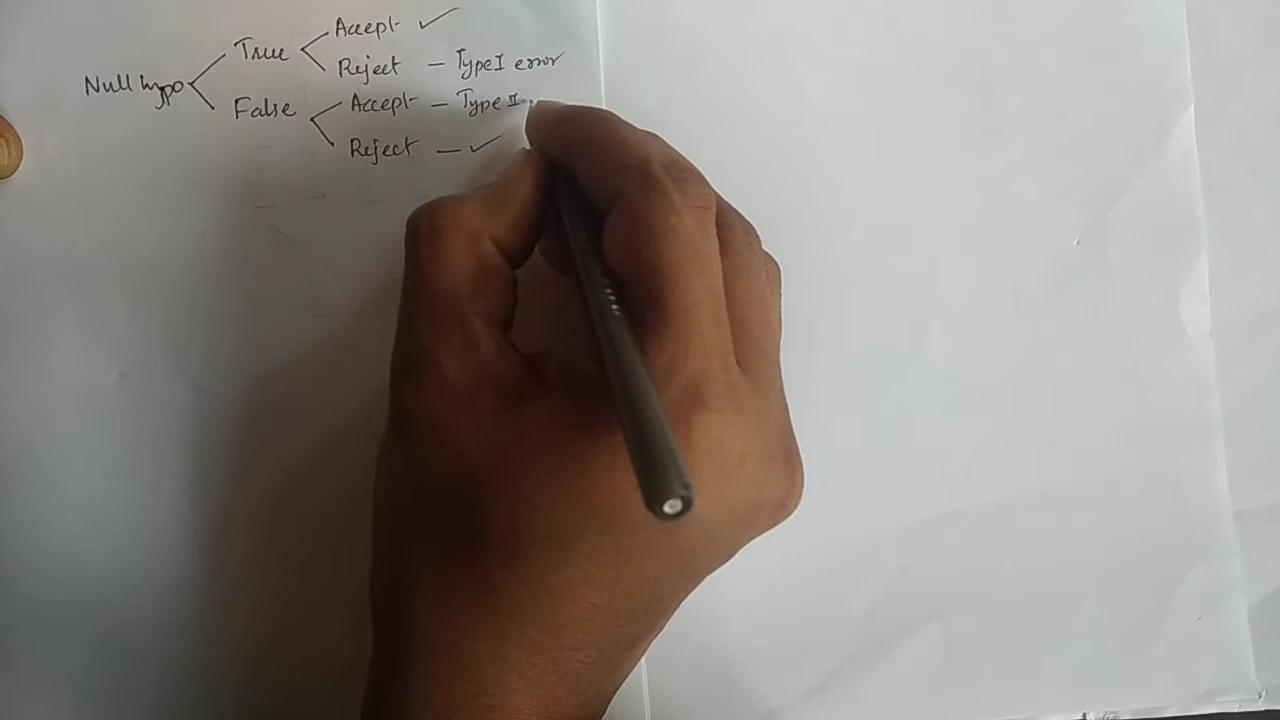 Accept ✓
True
Reject - Type I error
Null hypo
Accept - Type II
False
Reject - ✓